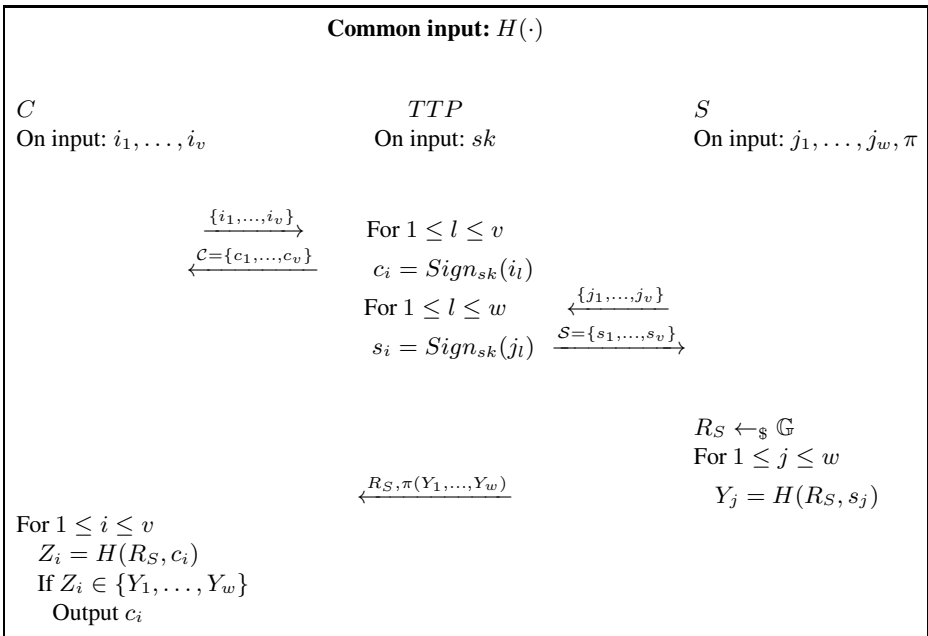 Common input: H(·)
C TTP S
On input: i_1, . . . , i_v On input: sk On input: j_1, . . . , j_w, π
{i_1,...,i_v} For 1 ≤ l ≤ v
C={c_1,...,c_v} c_i = Sign_sk(i_l)
For 1 ≤ l ≤ w {j_1,...,j_v}
s_i = Sign_sk(j_l) S={s_1,...,s_v}
R_S ←_$ 𝔾
For 1 ≤ j ≤ w
R_S,π(Y_1,...,Y_w) Y_j = H(R_S, s_j)
For 1 ≤ i ≤ v
Z_i = H(R_S, c_i)
If Z_i ∈ {Y_1, . . . , Y_w}
Output c_i